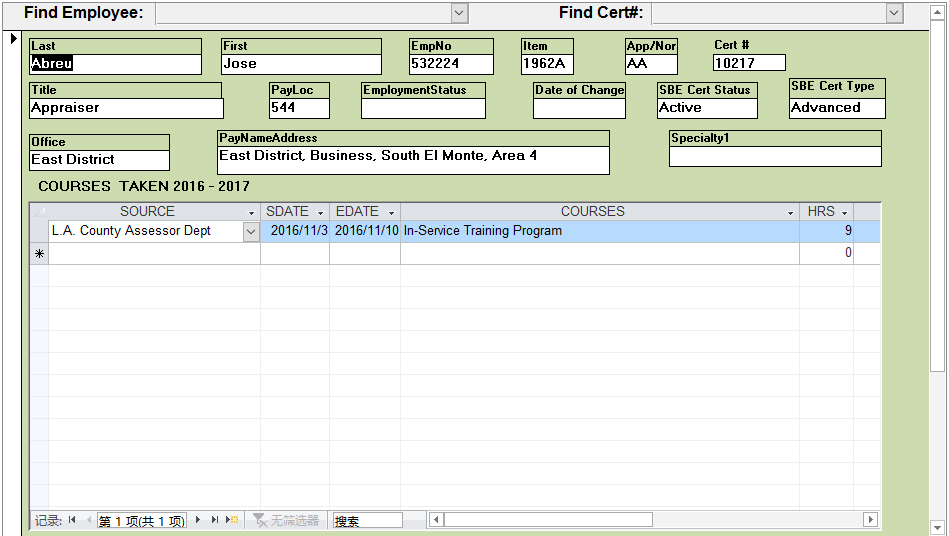 Find Employee: Find Cert#:
Last First EmpNo Item App/Nor Cert #
Abreu Jose 532224 1962A AA 10217
Title PayLoc EmploymentStatus Date of Change SBE Cert Status SBE Cert Type
Appraiser 544 Active Advanced
Office PayNameAddress Specialty1
East District East District, Business, South El Monte, Area 4
COURSES TAKEN 2016 - 2017
SOURCE SDATE EDATE COURSES HRS
L.A. County Assessor Dept 2016/11/3 2016/11/10 In-Service Training Program 9
0
记录: 第 1 项(共 1 项) 无筛选器 搜索